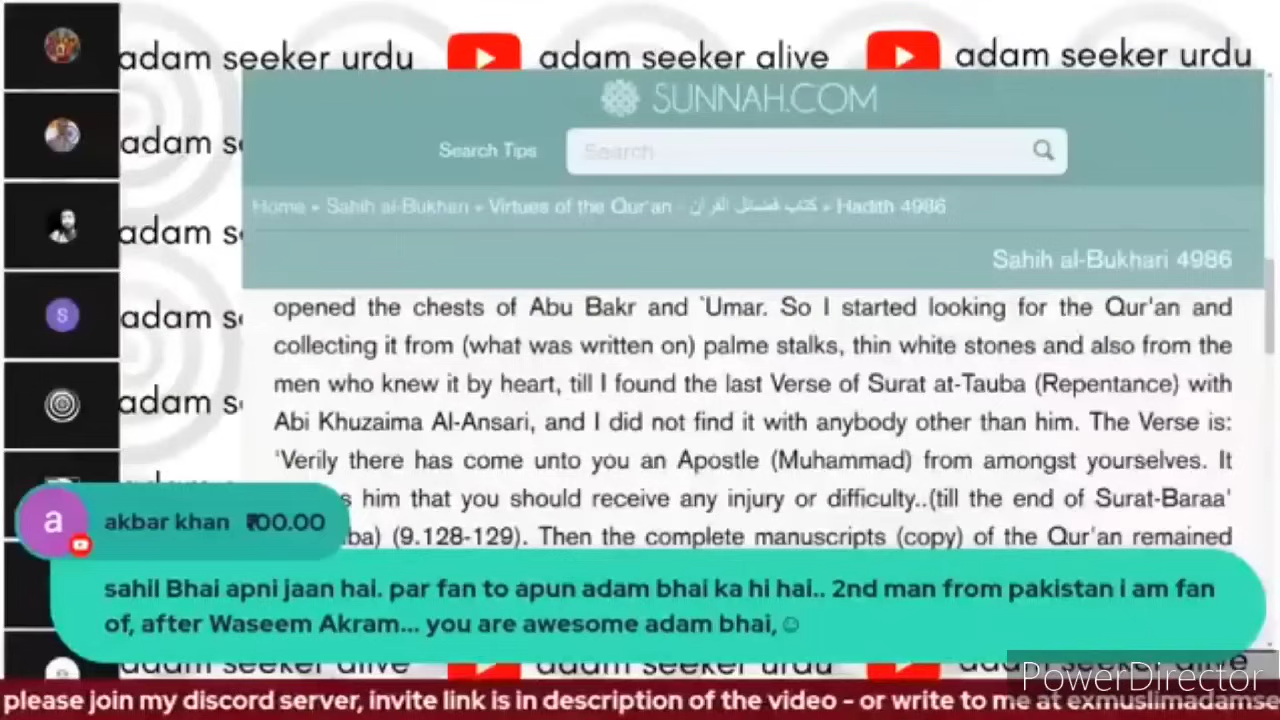 adam seeker urdu adam seeker alive adam seeker urdu
SUNNAH.COM
adam s
Search Tips Search
Home » Sahih al-Bukhari » Virtues of the Qur'an - كتاب فضائل القرآن » Hadith 4986
adam s
Sahih al-Bukhari 4986
opened the chests of Abu Bakr and `Umar. So I started looking for the Qur'an and
adam s
collecting it from (what was written on) palme stalks, thin white stones and also from the
men who knew it by heart, till I found the last Verse of Surat at-Tauba (Repentance) with
adam s
Abi Khuzaima Al-Ansari, and I did not find it with anybody other than him. The Verse is:
'Verily there has come unto you an Apostle (Muhammad) from amongst yourselves. It
him that you should receive any injury or difficulty..(till the end of Surat-Baraa'
a akbar khan 00.00
ba) (9.128-129). Then the complete manuscripts (copy) of the Qur'an remained
sahil Bhai apni jaan hai. par fan to apun adam bhai ka hi hai.. 2nd man from pakistan i am fan
of, after Waseem Akram... you are awesome adam bhai,☺
adam seeker alive adam seeker urdu adam seeker alive
PowerDirector
please join my discord server, invite link is in description of the video - or write to me at exmuslimadamse